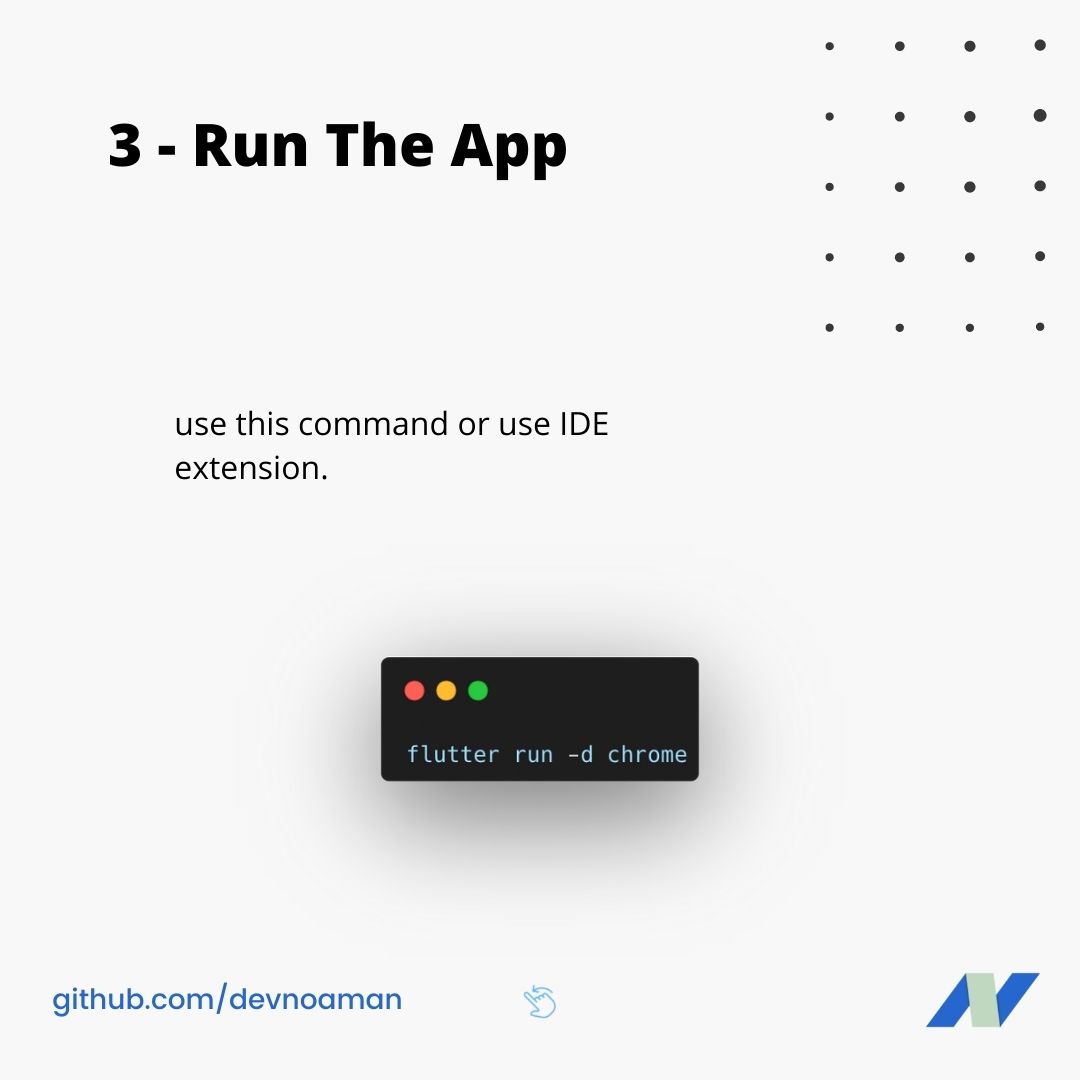 3 - Run The App
use this command or use IDE
extension.
flutter run -d chrome
github.com/devnoaman